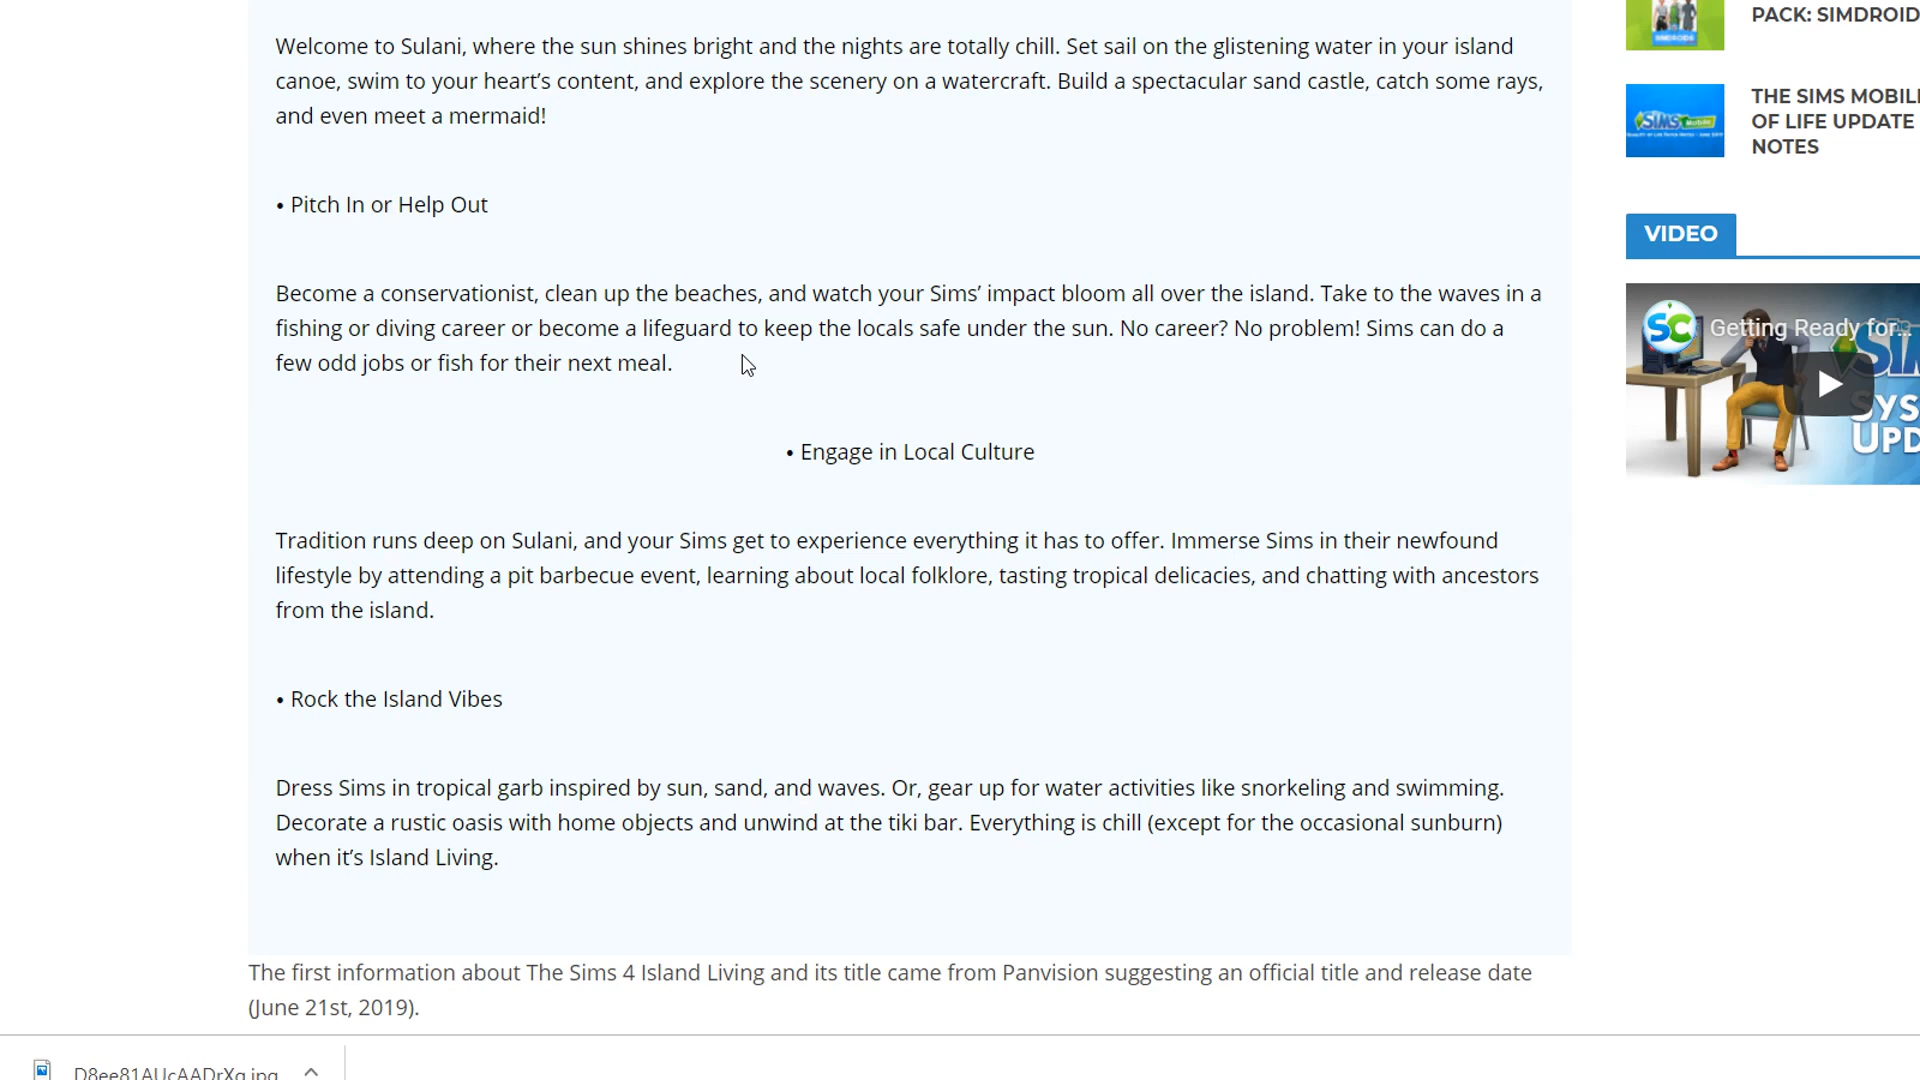 Welcome to Sulani, where the sun shines bright and the nights are totally chill. Set sail on the glistening water in your island
canoe, swim to your heart’s content, and explore the scenery on a watercraft. Build a spectacular sand castle, catch some rays,
and even meet a mermaid!
• Pitch In or Help Out
Become a conservationist, clean up the beaches, and watch your Sims’ impact bloom all over the island. Take to the waves in a
fishing or diving career or become a lifeguard to keep the locals safe under the sun. No career? No problem! Sims can do a
few odd jobs or fish for their next meal.
• Engage in Local Culture
Tradition runs deep on Sulani, and your Sims get to experience everything it has to offer. Immerse Sims in their newfound
lifestyle by attending a pit barbecue event, learning about local folklore, tasting tropical delicacies, and chatting with ancestors
from the island.
• Rock the Island Vibes
Dress Sims in tropical garb inspired by sun, sand, and waves. Or, gear up for water activities like snorkeling and swimming.
Decorate a rustic oasis with home objects and unwind at the tiki bar. Everything is chill (except for the occasional sunburn)
when it’s Island Living.
The first information about The Sims 4 Island Living and its title came from Panvision suggesting an official title and release date
(June 21st, 2019).
PACK: SIMDROID
SIMS Mobile
THE SIMS MOBIL
OF LIFE UPDATE
NOTES
VIDEO
SC
Getting Ready for...
SYS
UPD
D8ee81AUcAADrXg.jpg